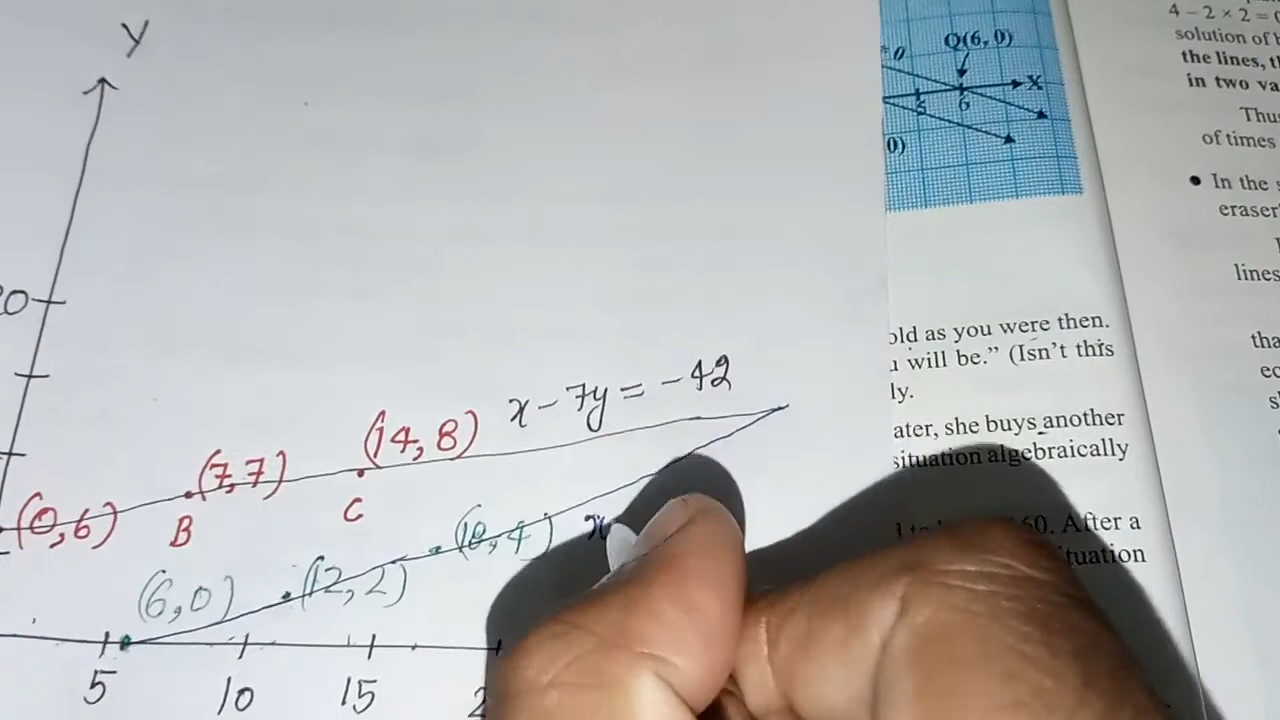 Y
(0,6)
B
(7,7)
C
(14,8)
x - 7y = -42
(6,0)
(12,2)
(18,4)
x
5
10
15
2
Q(6, 0)
X
5
6
0)
4 – 2 × 2 =
solution of
the lines,
in two va
Thus
of times
• In the
eraser
lines
old as you were then.
will be.” (Isn’t this
ly.
ater, she buys another
situation algebraically
60. After a
tuation
tha